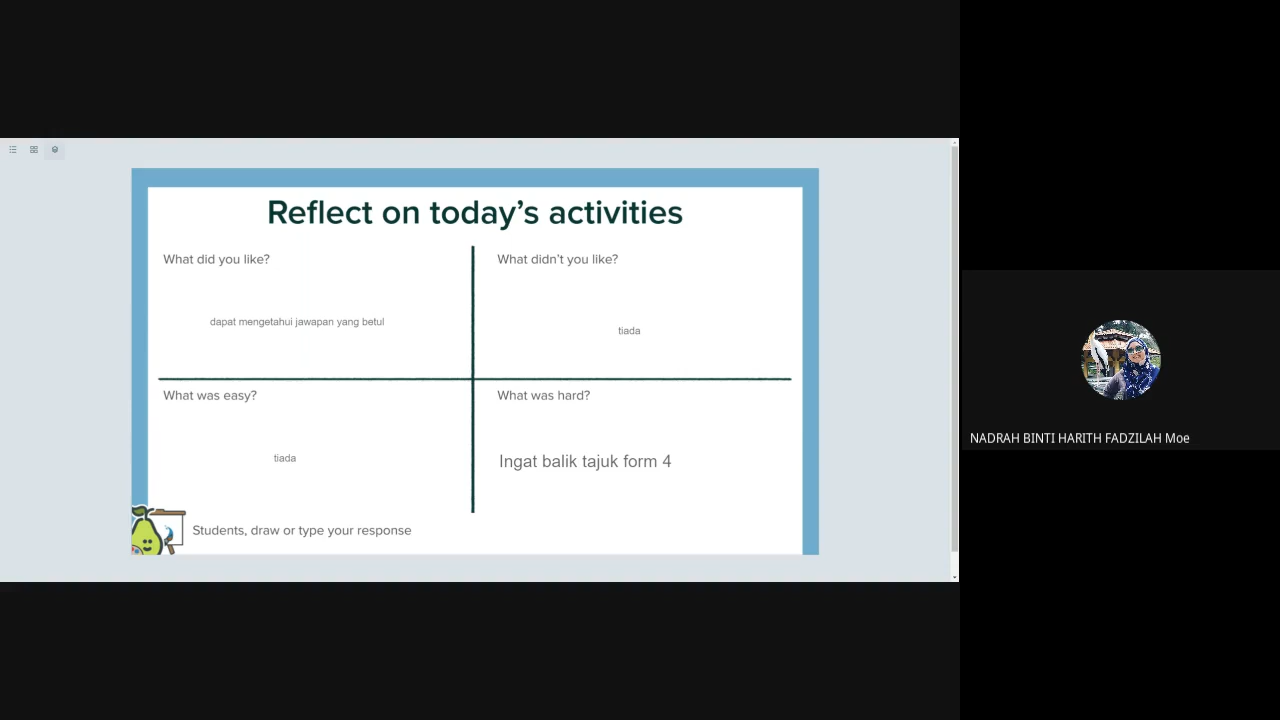 Reflect on today's activities
What did you like?
dapat mengetahui jawapan yang betul
What didn't you like?
tiada
What was easy?
tiada
What was hard?
Ingat balik tajuk form 4
Students, draw or type your response
NADRAH BINTI HARITH FADZILAH Moe